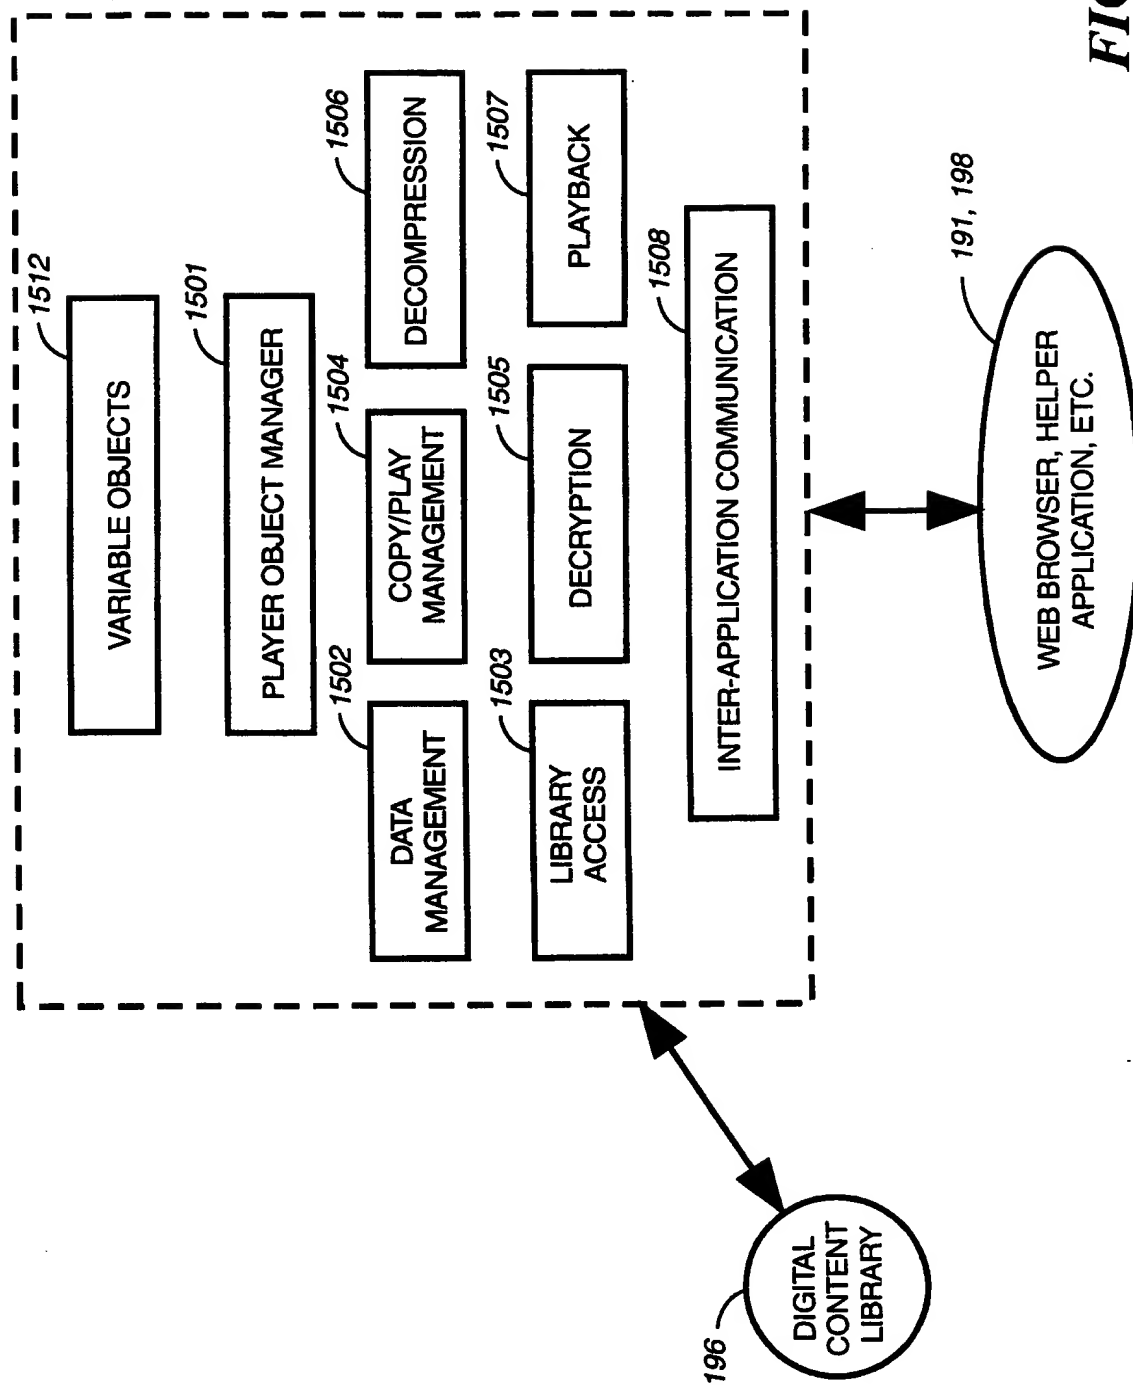 1512
VARIABLE OBJECTS
1501
PLAYER OBJECT MANAGER
1502
DATA
MANAGEMENT
1504
COPY/PLAY
MANAGEMENT
1506
DECOMPRESSION
1503
LIBRARY
ACCESS
1505
DECRYPTION
1507
PLAYBACK
1508
INTER-APPLICATION COMMUNICATION
196
DIGITAL
CONTENT
LIBRARY
191, 198
WEB BROWSER, HELPER
APPLICATION, ETC.